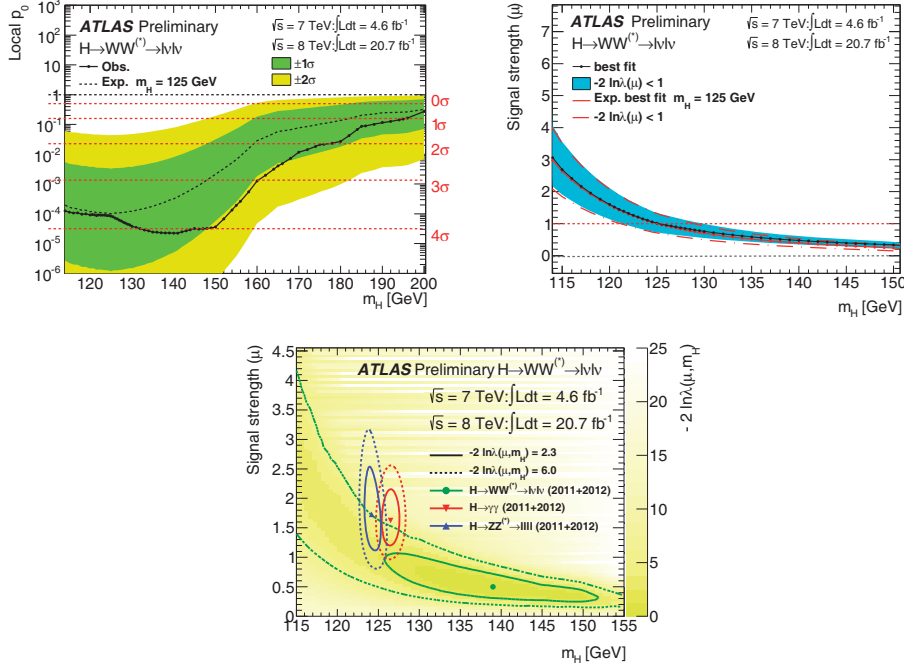 ATLAS Preliminary
H→WW(*)→lνlν
Obs.
Exp. m_H = 125 GeV
√s = 7 TeV:∫Ldt = 4.6 fb⁻¹
√s = 8 TeV:∫Ldt = 20.7 fb⁻¹
±1σ
±2σ
Local p₀
10³
10²
10
1
10⁻¹
10⁻²
10⁻³
10⁻⁴
10⁻⁵
10⁻⁶
0σ
1σ
2σ
3σ
4σ
120 130 140 150 160 170 180 190 200
m_H [GeV]
ATLAS Preliminary
H→WW(*)→lνlν
best fit
-2 lnλ(μ) < 1
Exp. best fit m_H = 125 GeV
-2 lnλ(μ) < 1
√s = 7 TeV:∫Ldt = 4.6 fb⁻¹
√s = 8 TeV:∫Ldt = 20.7 fb⁻¹
Signal strength (μ)
7
6
5
4
3
2
1
0
115 120 125 130 135 140 145 150
m_H [GeV]
ATLAS Preliminary H→WW(*)→lνlν
√s = 7 TeV:∫Ldt = 4.6 fb⁻¹
√s = 8 TeV:∫Ldt = 20.7 fb⁻¹
-2 lnλ(μ,m_H) = 2.3
-2 lnλ(μ,m_H) = 6.0
H→WW(*)→lνlν (2011+2012)
H→γγ (2011+2012)
H→ZZ(*)→llll (2011+2012)
Signal strength (μ)
4.5
4
3.5
3
2.5
2
1.5
1
0.5
0
115 120 125 130 135 140 145 150 155
m_H [GeV]
25
20
15
10
5
0
- 2 lnλ(μ,m_H)